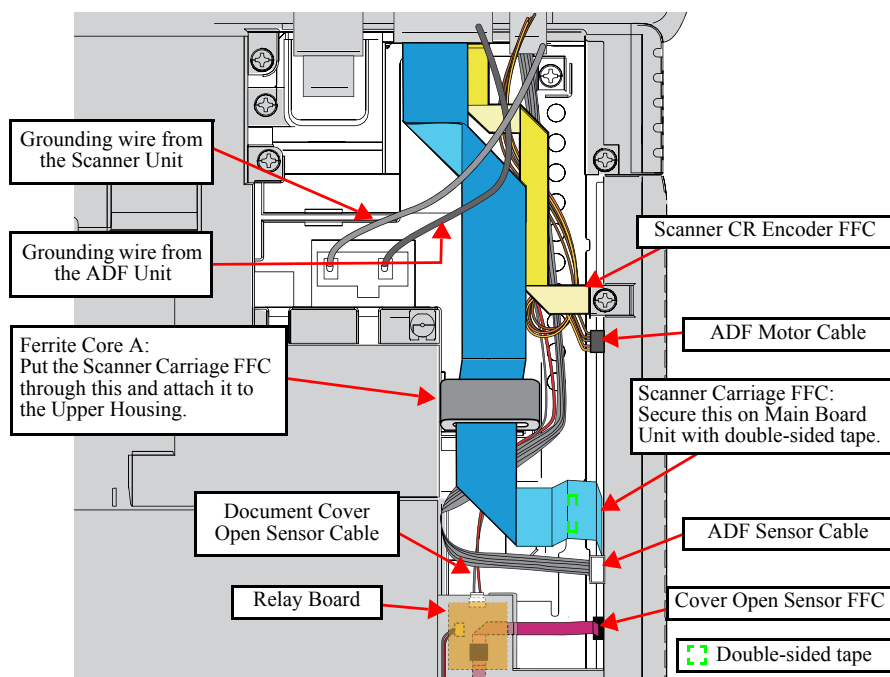 Grounding wire from
the Scanner Unit
Grounding wire from
the ADF Unit
Ferrite Core A:
Put the Scanner Carriage FFC
through this and attach it to
the Upper Housing.
Document Cover
Open Sensor Cable
Relay Board
Scanner CR Encoder FFC
ADF Motor Cable
Scanner Carriage FFC:
Secure this on Main Board
Unit with double-sided tape.
ADF Sensor Cable
Cover Open Sensor FFC
Double-sided tape